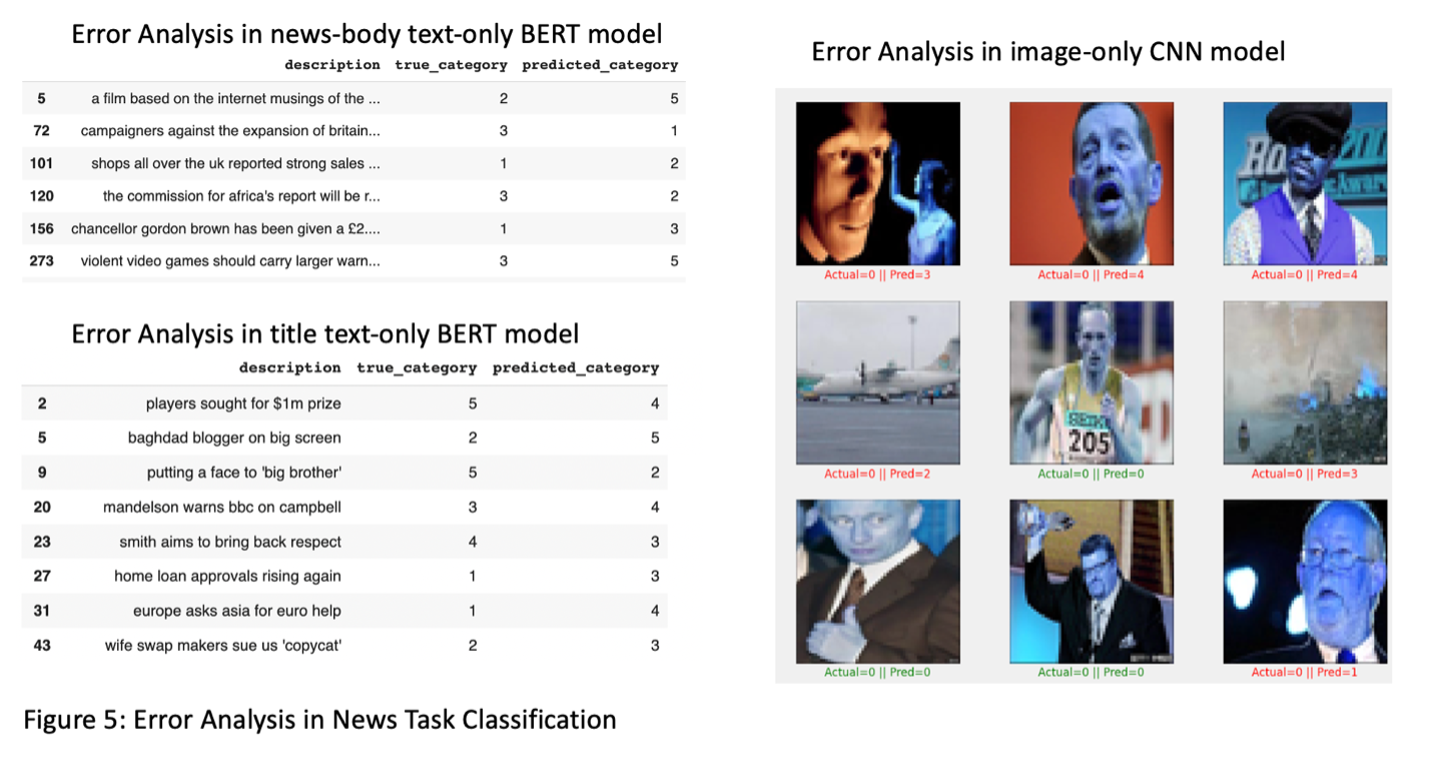 Error Analysis in news-body text-only BERT model
description true_category predicted_category
5 a film based on the internet musings of the ... 2 5
72 campaigners against the expansion of britain... 3 1
101 shops all over the uk reported strong sales ... 1 2
120 the commission for africa's report will be r... 3 2
156 chancellor gordon brown has been given a £2.... 1 3
273 violent video games should carry larger warn... 3 5
Error Analysis in title text-only BERT model
description true_category predicted_category
2 players sought for $1m prize 5 4
5 baghdad blogger on big screen 2 5
9 putting a face to 'big brother' 5 2
20 mandelson warns bbc on campbell 3 4
23 smith aims to bring back respect 4 3
27 home loan approvals rising again 1 3
31 europe asks asia for euro help 1 4
43 wife swap makers sue us 'copycat' 2 3
Error Analysis in image-only CNN model
Actual=0 || Pred=3 Actual=0 || Pred=4 Actual=0 || Pred=4
SEIKO
205
Actual=0 || Pred=2 Actual=0 || Pred=0 Actual=0 || Pred=3
Actual=0 || Pred=0 Actual=0 || Pred=0 Actual=0 || Pred=1
Figure 5: Error Analysis in News Task Classification